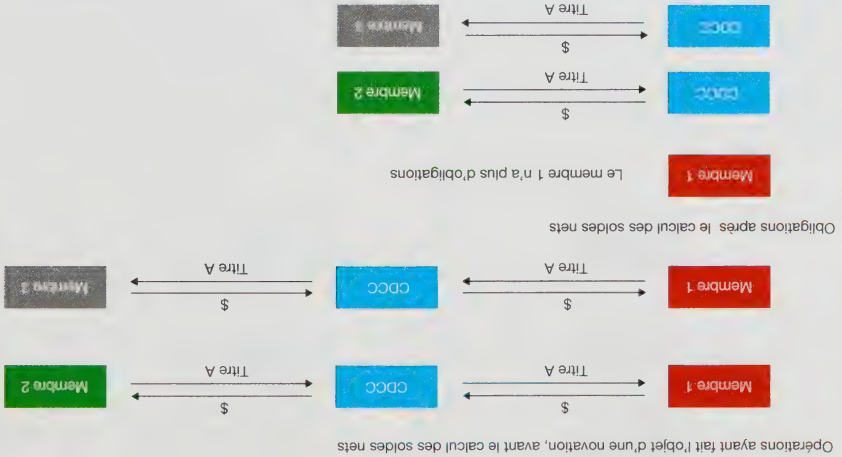 Opérations ayant fait l'objet d'une novation, avant le calcul des soldes nets
$ $
Membre 1 CDCC Membre 2
Titre A Titre A
$ $
Membre 1 CDCC Membre 3
Titre A Titre A
Obligations après le calcul des soldes nets
Membre 1 Le membre 1 n'a plus d'obligations
$
CDCC Membre 2
Titre A
$
CDCC Membre 3
Titre A